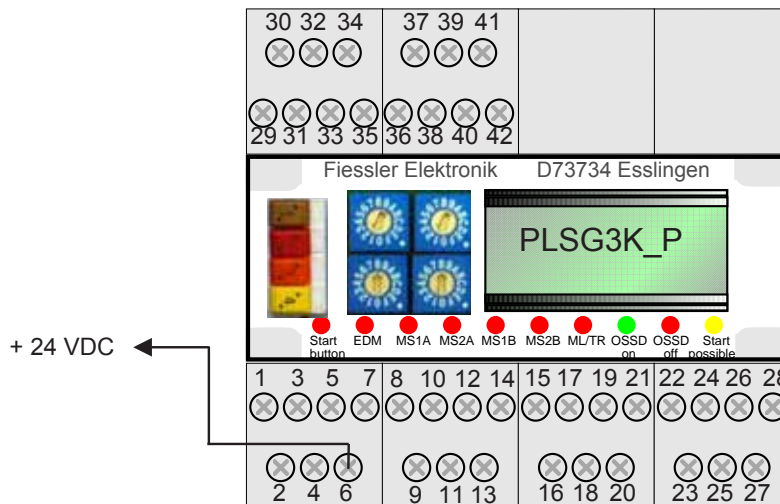 30 32 34 37 39 41
29 31 33 35 36 38 40 42
Fiessler Elektronik D73734 Esslingen
PLSG3K_P
Start button EDM MS1A MS2A MS1B MS2B ML/TR OSSD on OSSD off Start possible
+ 24 VDC
1 3 5 7 8 10 12 14 15 17 19 21 22 24 26 28
2 4 6 9 11 13 16 18 20 23 25 27